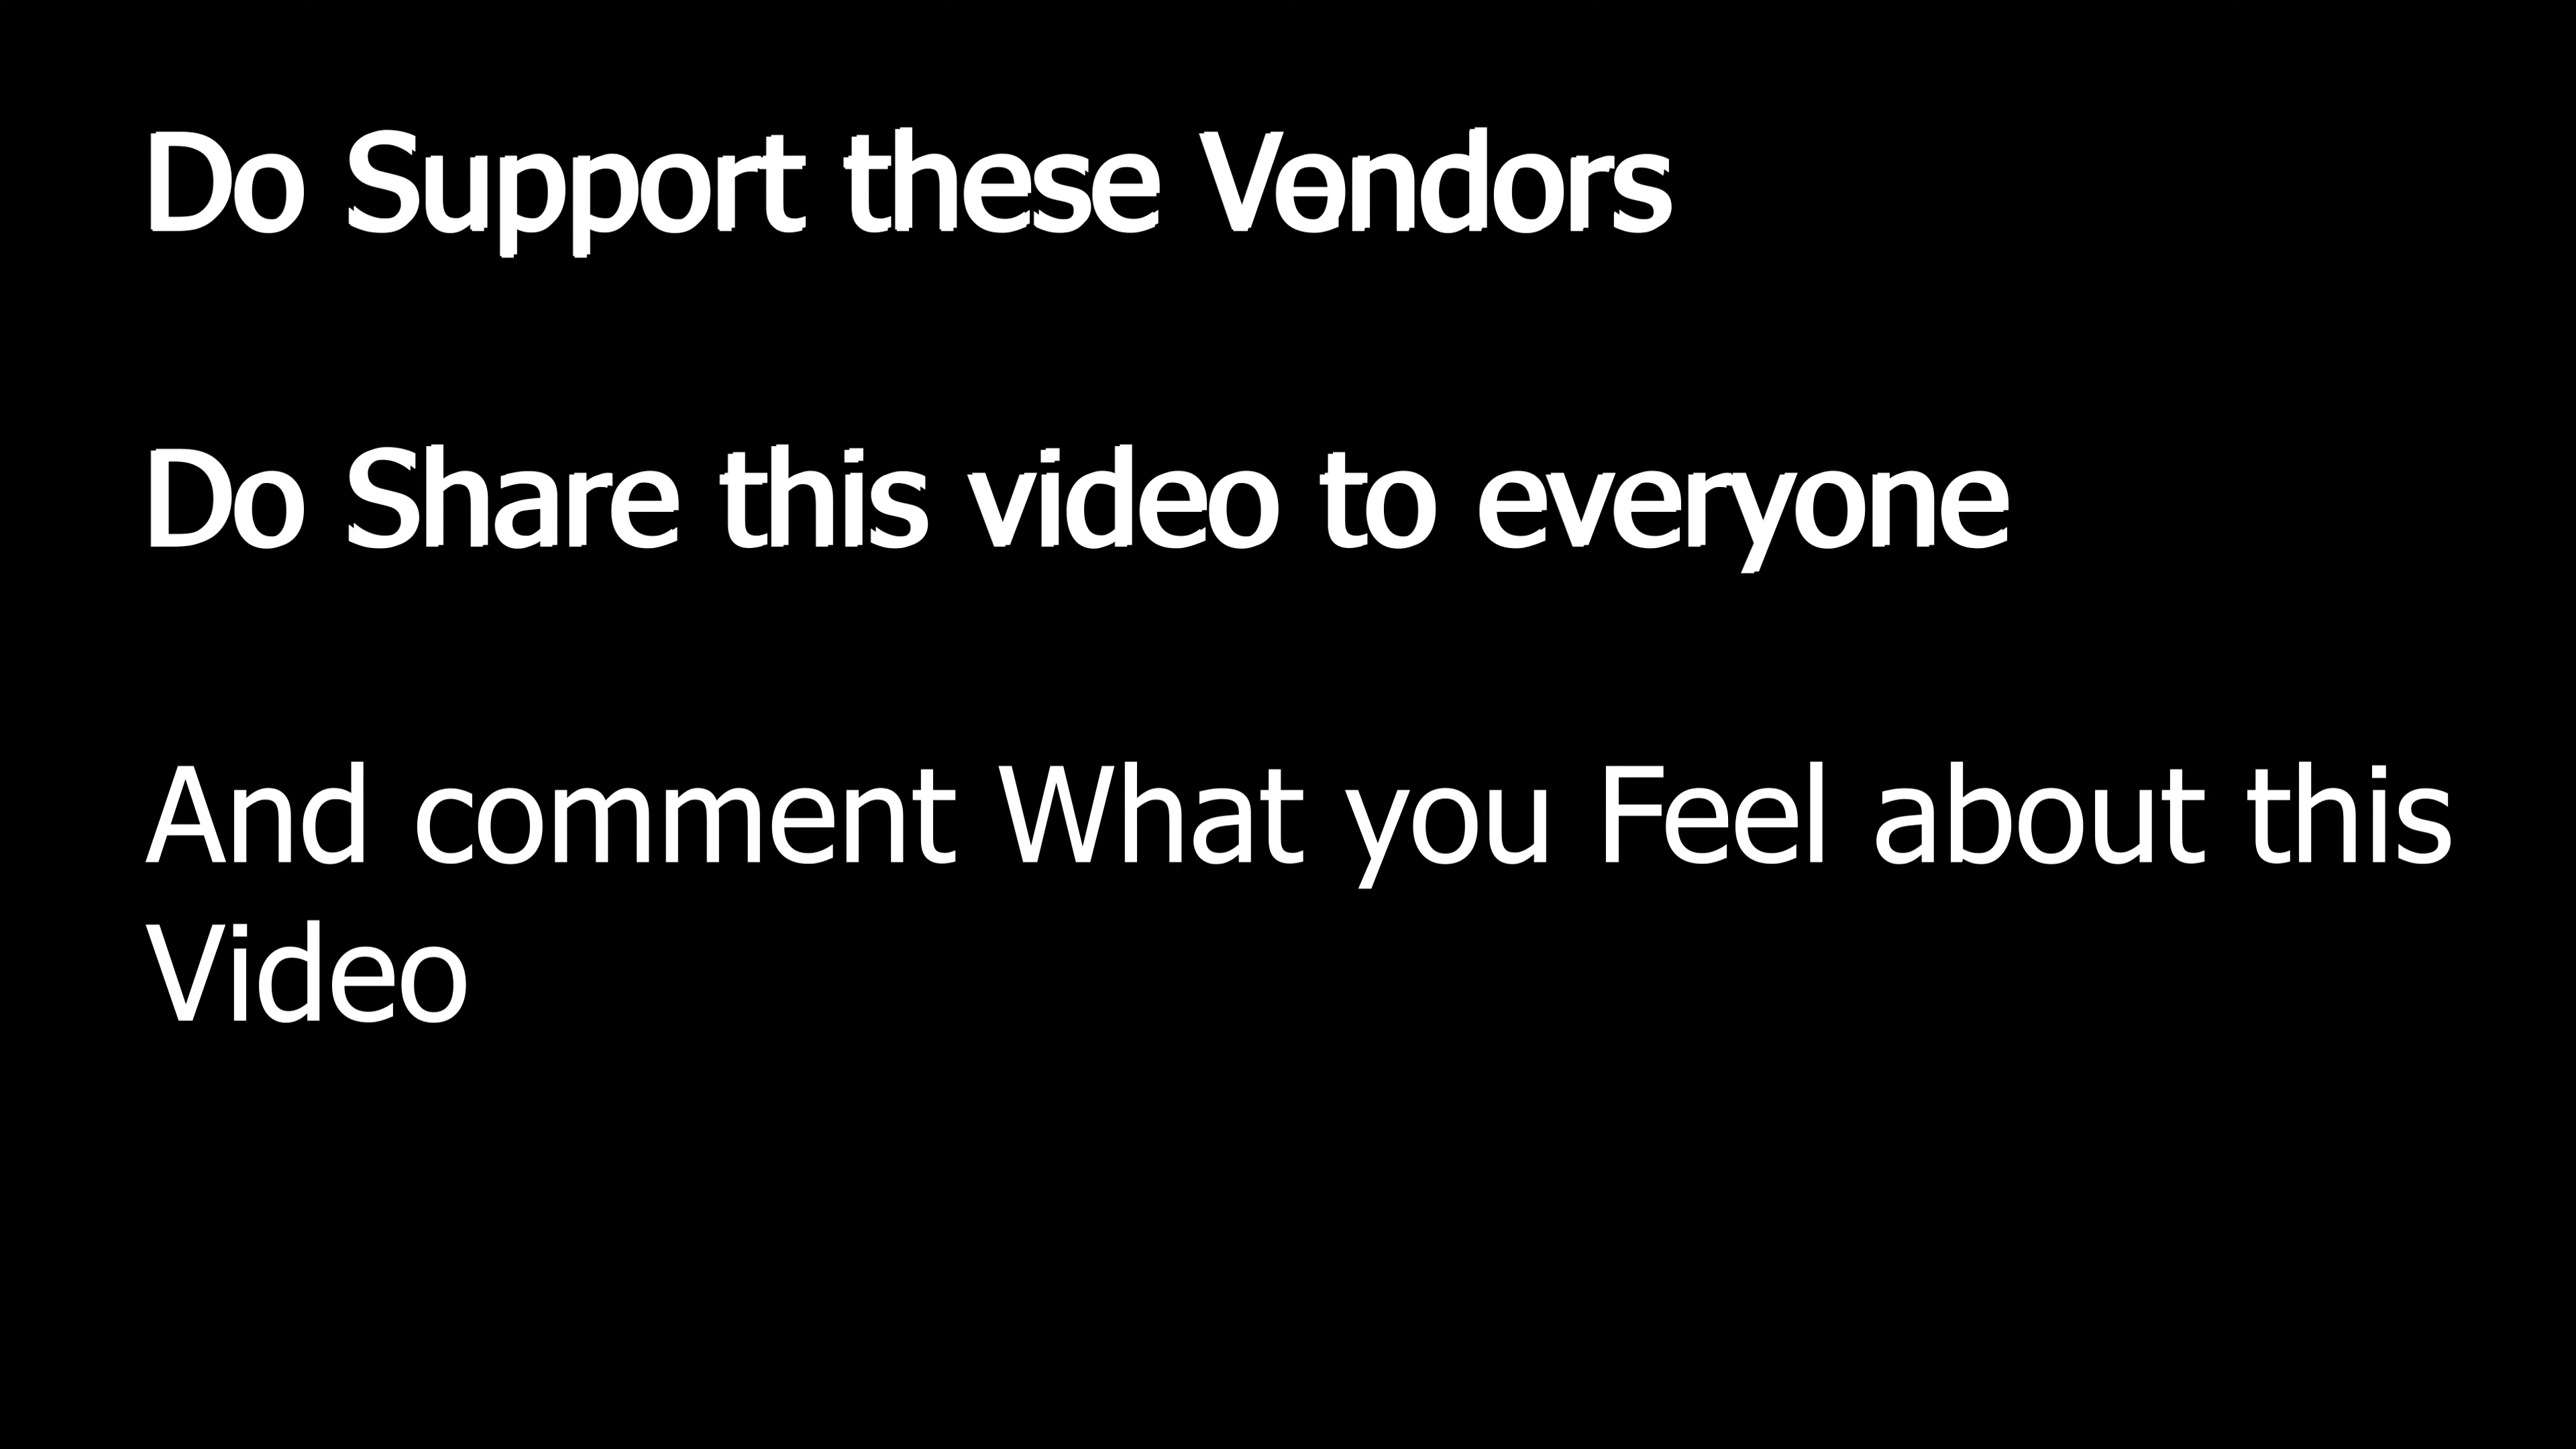 Do Support these Vendors
Do Share this video to everyone
And comment What you Feel about this
Video